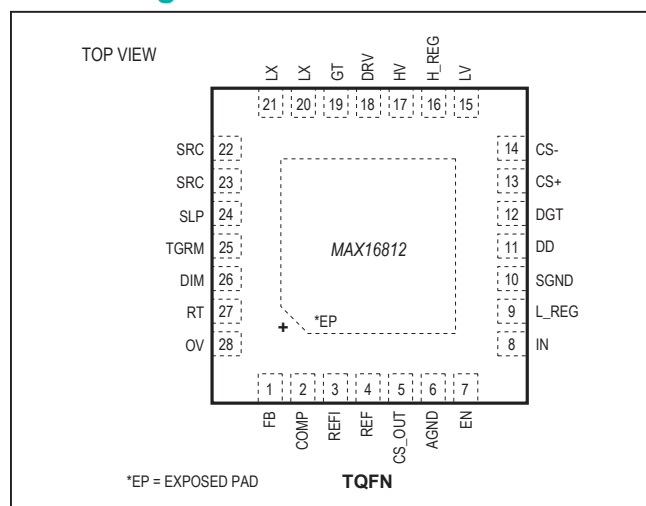 TOP VIEW
LX
LX
GT
DRV
HV
H_REG
LV
21
20
19
18
17
16
15
SRC 22
SRC 23
SLP 24
TGRM 25
DIM 26
RT 27
OV 28
14 CS-
13 CS+
12 DGT
11 DD
10 SGND
9 L_REG
8 IN
MAX16812
+
*EP
1
2
3
4
5
6
7
FB
COMP
REFI
REF
CS_OUT
AGND
EN
*EP = EXPOSED PAD
TQFN